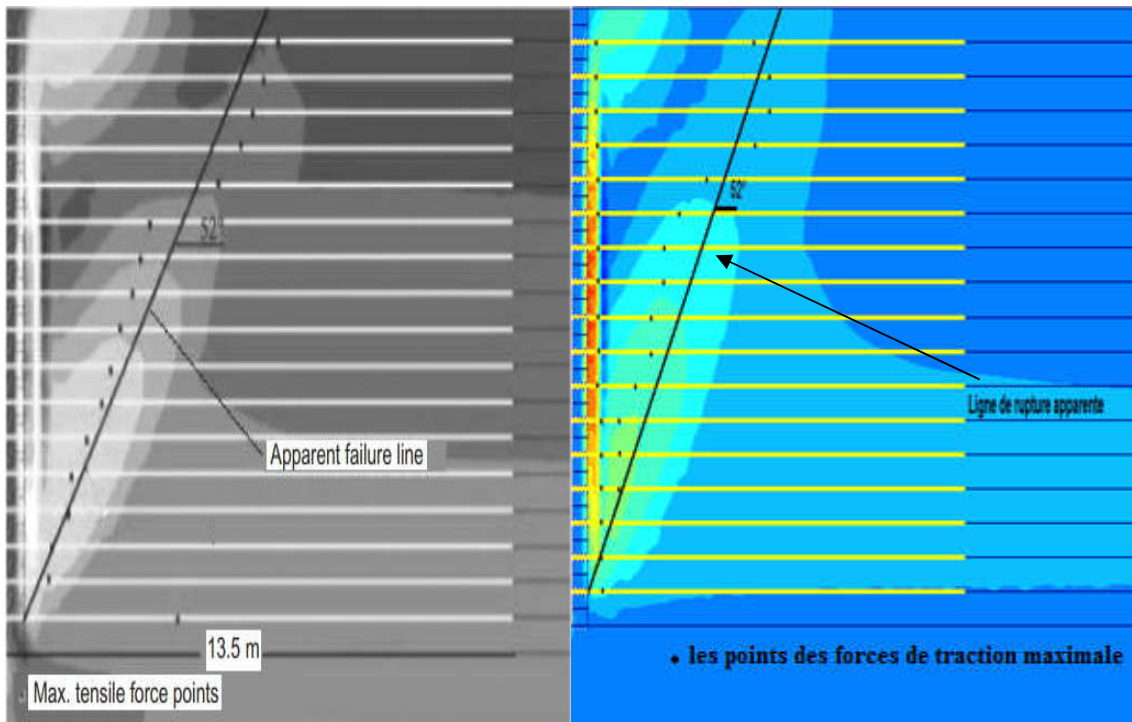 52°
Apparent failure line
13.5 m
Max. tensile force points
52°
Ligne de rupture apparente
• les points des forces de traction maximale